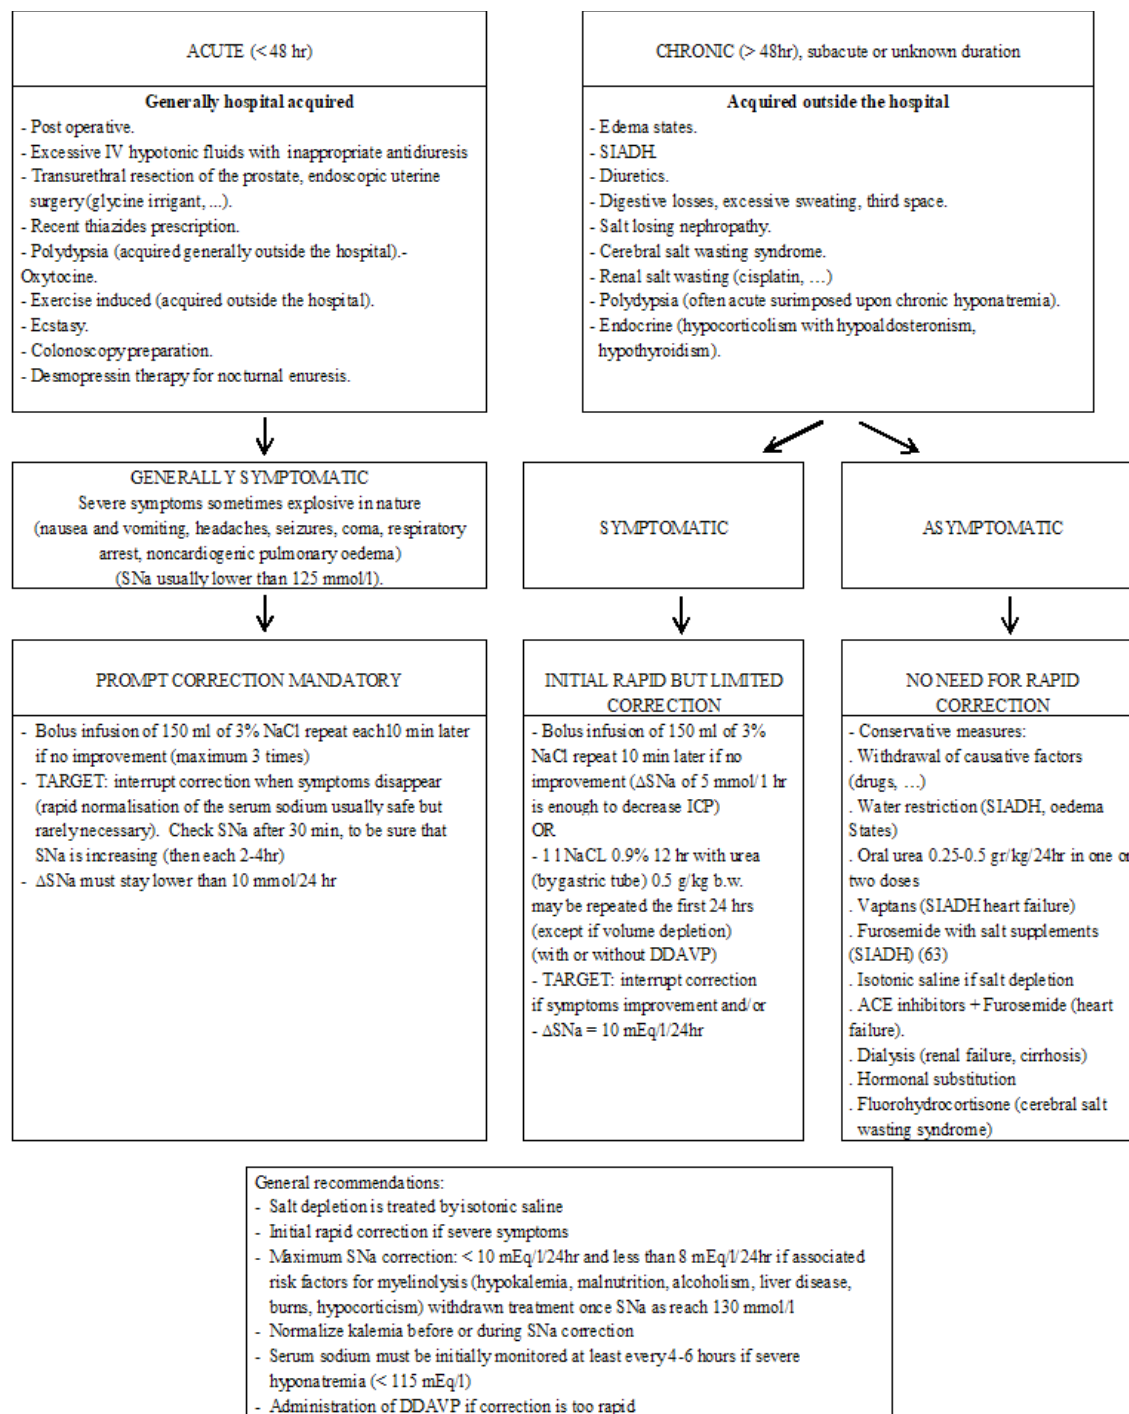 ACUTE (< 48 hr)
Generally hospital acquired
- Post operative.
- Excessive IV hypotonic fluids with inappropriate antidiuresis
- Transurethral resection of the prostate, endoscopic uterine
surgery (glycine irrigant, ...).
- Recent thiazides prescription.
- Polydypsia (acquired generally outside the hospital).-
Oxytocine.
- Exercise induced (acquired outside the hospital).
- Ecstasy.
- Colonoscopy preparation.
- Desmopressin therapy for nocturnal enuresis.
CHRONIC (> 48hr), subacute or unknown duration
Acquired outside the hospital
- Edema states.
- SIADH.
- Diuretics.
- Digestive losses, excessive sweating, third space.
- Salt losing nephropathy.
- Cerebral salt wasting syndrome.
- Renal salt wasting (cisplatin, …)
- Polydypsia (often acute surimposed upon chronic hyponatremia).
- Endocrine (hypocorticolism with hypoaldosteronism,
hypothyroidism).
GENERALLY SYMPTOMATIC
Severe symptoms sometimes explosive in nature
(nausea and vomiting, headaches, seizures, coma, respiratory
arrest, noncardiogenic pulmonary oedema)
(SNa usually lower than 125 mmol/l).
SYMPTOMATIC
ASYMPTOMATIC
PROMPT CORRECTION MANDATORY
- Bolus infusion of 150 ml of 3% NaCl repeat each10 min later
if no improvement (maximum 3 times)
- TARGET: interrupt correction when symptoms disappear
(rapid normalisation of the serum sodium usually safe but
rarely necessary). Check SNa after 30 min, to be sure that
SNa is increasing (then each 2-4hr)
- ΔSNa must stay lower than 10 mmol/24 hr
INITIAL RAPID BUT LIMITED
CORRECTION
- Bolus infusion of 150 ml of 3%
NaCl repeat 10 min later if no
improvement (ΔSNa of 5 mmol/1 hr
is enough to decrease ICP)
OR
- 1 l NaCL 0.9% 12 hr with urea
(by gastric tube) 0.5 g/kg b.w.
may be repeated the first 24 hrs
(except if volume depletion)
(with or without DDAVP)
- TARGET: interrupt correction
if symptoms improvement and/or
- ΔSNa = 10 mEq/l/24hr
NO NEED FOR RAPID
CORRECTION
- Conservative measures:
. Withdrawal of causative factors
(drugs, …)
. Water restriction (SIADH, oedema
States)
. Oral urea 0.25-0.5 gr/kg/24hr in one or
two doses
. Vaptans (SIADH heart failure)
. Furosemide with salt supplements
(SIADH) (63)
. Isotonic saline if salt depletion
. ACE inhibitors + Furosemide (heart
failure).
. Dialysis (renal failure, cirrhosis)
. Hormonal substitution
. Fluorohydrocortisone (cerebral salt
wasting syndrome)
General recommendations:
- Salt depletion is treated by isotonic saline
- Initial rapid correction if severe symptoms
- Maximum SNa correction: < 10 mEq/l/24hr and less than 8 mEq/l/24hr if associated
risk factors for myelinolysis (hypokalemia, malnutrition, alcoholism, liver disease,
burns, hypocorticism) withdrawn treatment once SNa as reach 130 mmol/l
- Normalize kalemia before or during SNa correction
- Serum sodium must be initially monitored at least every 4-6 hours if severe
hyponatremia (< 115 mEq/l)
- Administration of DDAVP if correction is too rapid